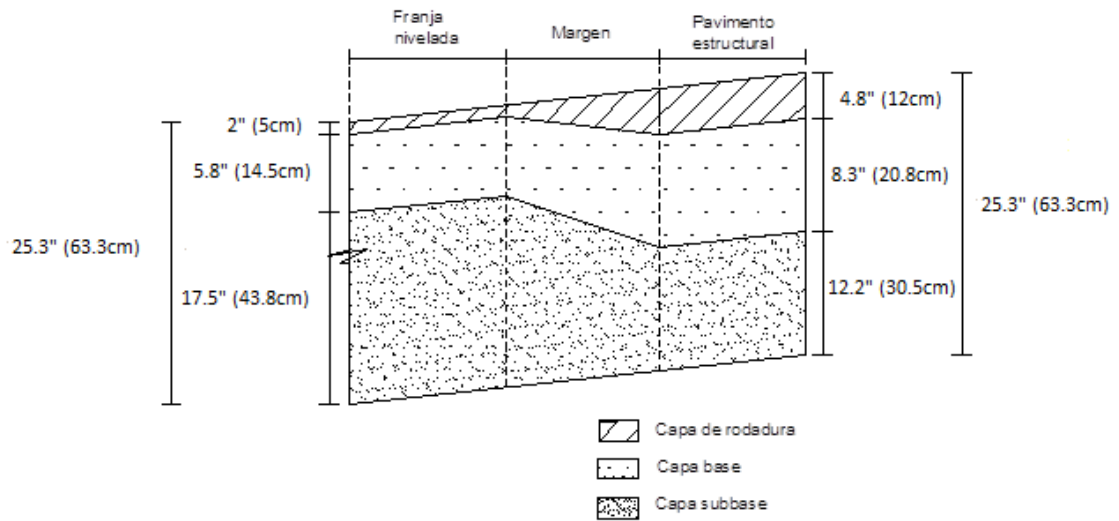 Franja
nivelada
Margen
Pavimento
estructural
2" (5cm)
5.8" (14.5cm)
25.3" (63.3cm)
17.5" (43.8cm)
4.8" (12cm)
8.3" (20.8cm)
25.3" (63.3cm)
12.2" (30.5cm)
Capa de rodadura
Capa base
Capa subbase